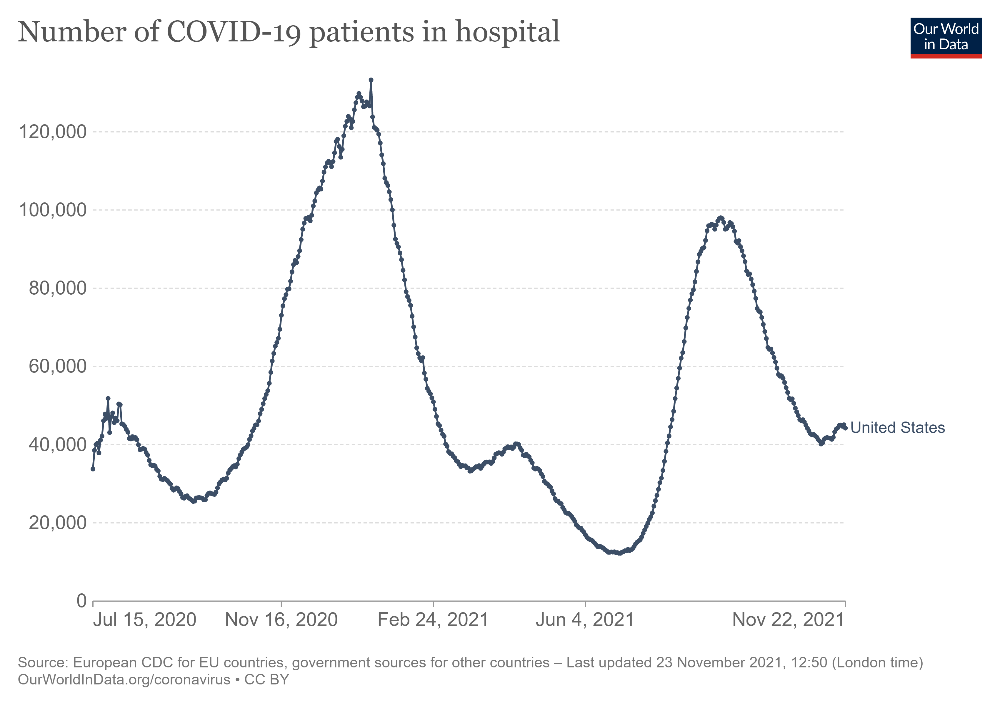 Number of COVID-19 patients in hospital
Our World
in Data
120,000
100,000
80,000
60,000
40,000
20,000
0
United States
Jul 15, 2020 Nov 16, 2020 Feb 24, 2021 Jun 4, 2021 Nov 22, 2021
Source: European CDC for EU countries, government sources for other countries – Last updated 23 November 2021, 12:50 (London time)
OurWorldInData.org/coronavirus • CC BY